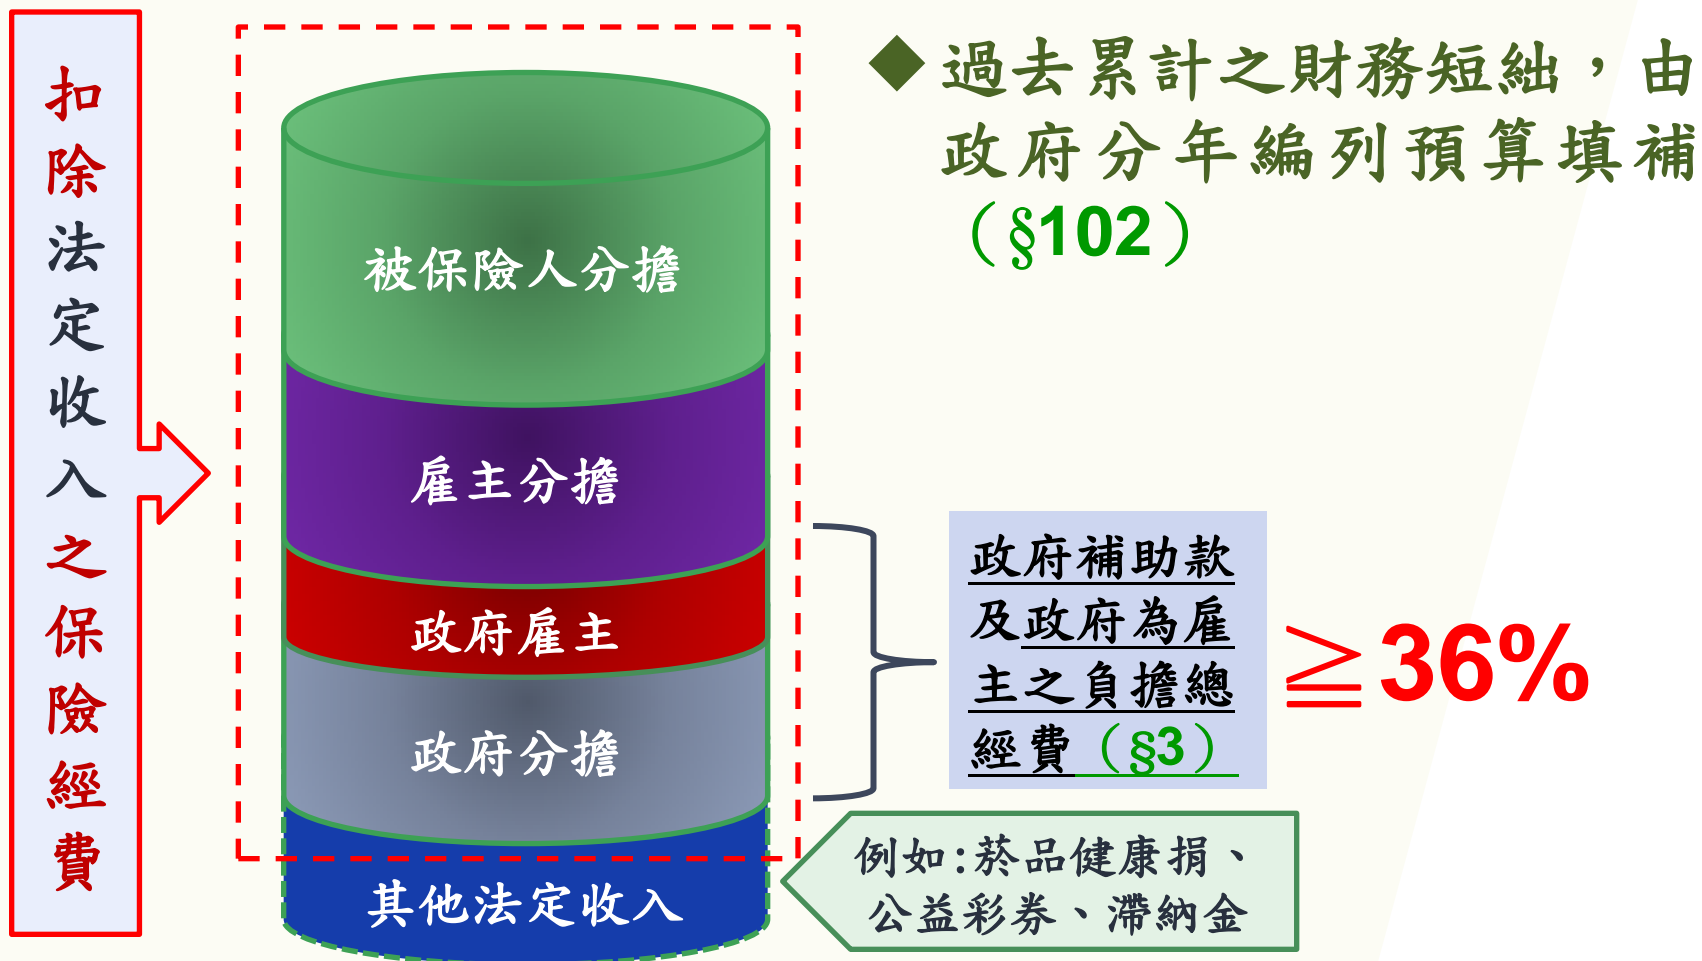 扣除法定收入之保險經費
被保險人分擔
雇主分擔
政府雇主
政府分擔
其他法定收入
◆過去累計之財務短絀，由
政府分年編列預算填補
（§102）
政府補助款
及政府為雇
主之負擔總
經費（§3）
≧36%
例如:菸品健康捐、
公益彩券、滯納金